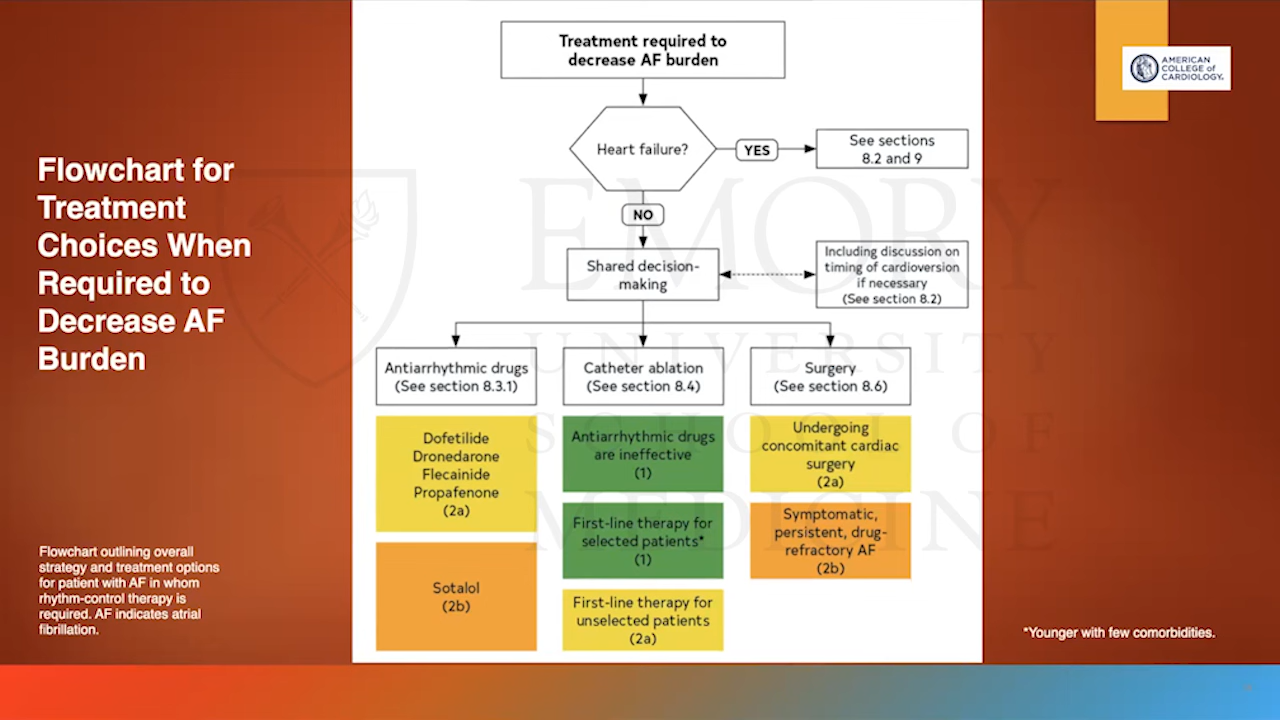 Flowchart for
Treatment
Choices When
Required to
Decrease AF
Burden
Flowchart outlining overall
strategy and treatment options
for patient with AF in whom
rhythm-control therapy is
required. AF indicates atrial
fibrillation.
Treatment required to
decrease AF burden
Heart failure?
YES
See sections
8.2 and 9
NO
Shared decision-
making
Including discussion on
timing of cardioversion
if necessary
(See section 8.2)
Antiarrhythmic drugs
(See section 8.3.1)
Catheter ablation
(See section 8.4)
Surgery
(See section 8.6)
Dofetilide
Dronedarone
Flecainide
Propafenone
(2a)
Sotalol
(2b)
Antiarrhythmic drugs
are ineffective
(1)
First-line therapy for
selected patients*
(1)
First-line therapy for
unselected patients
(2a)
Undergoing
concomitant cardiac
surgery
(2a)
Symptomatic,
persistent, drug-
refractory AF
(2b)
AMERICAN
COLLEGE of
CARDIOLOGY.
*Younger with few comorbidities.
EMORY
UNIVERSITY
SCHOOL OF
MEDICINE